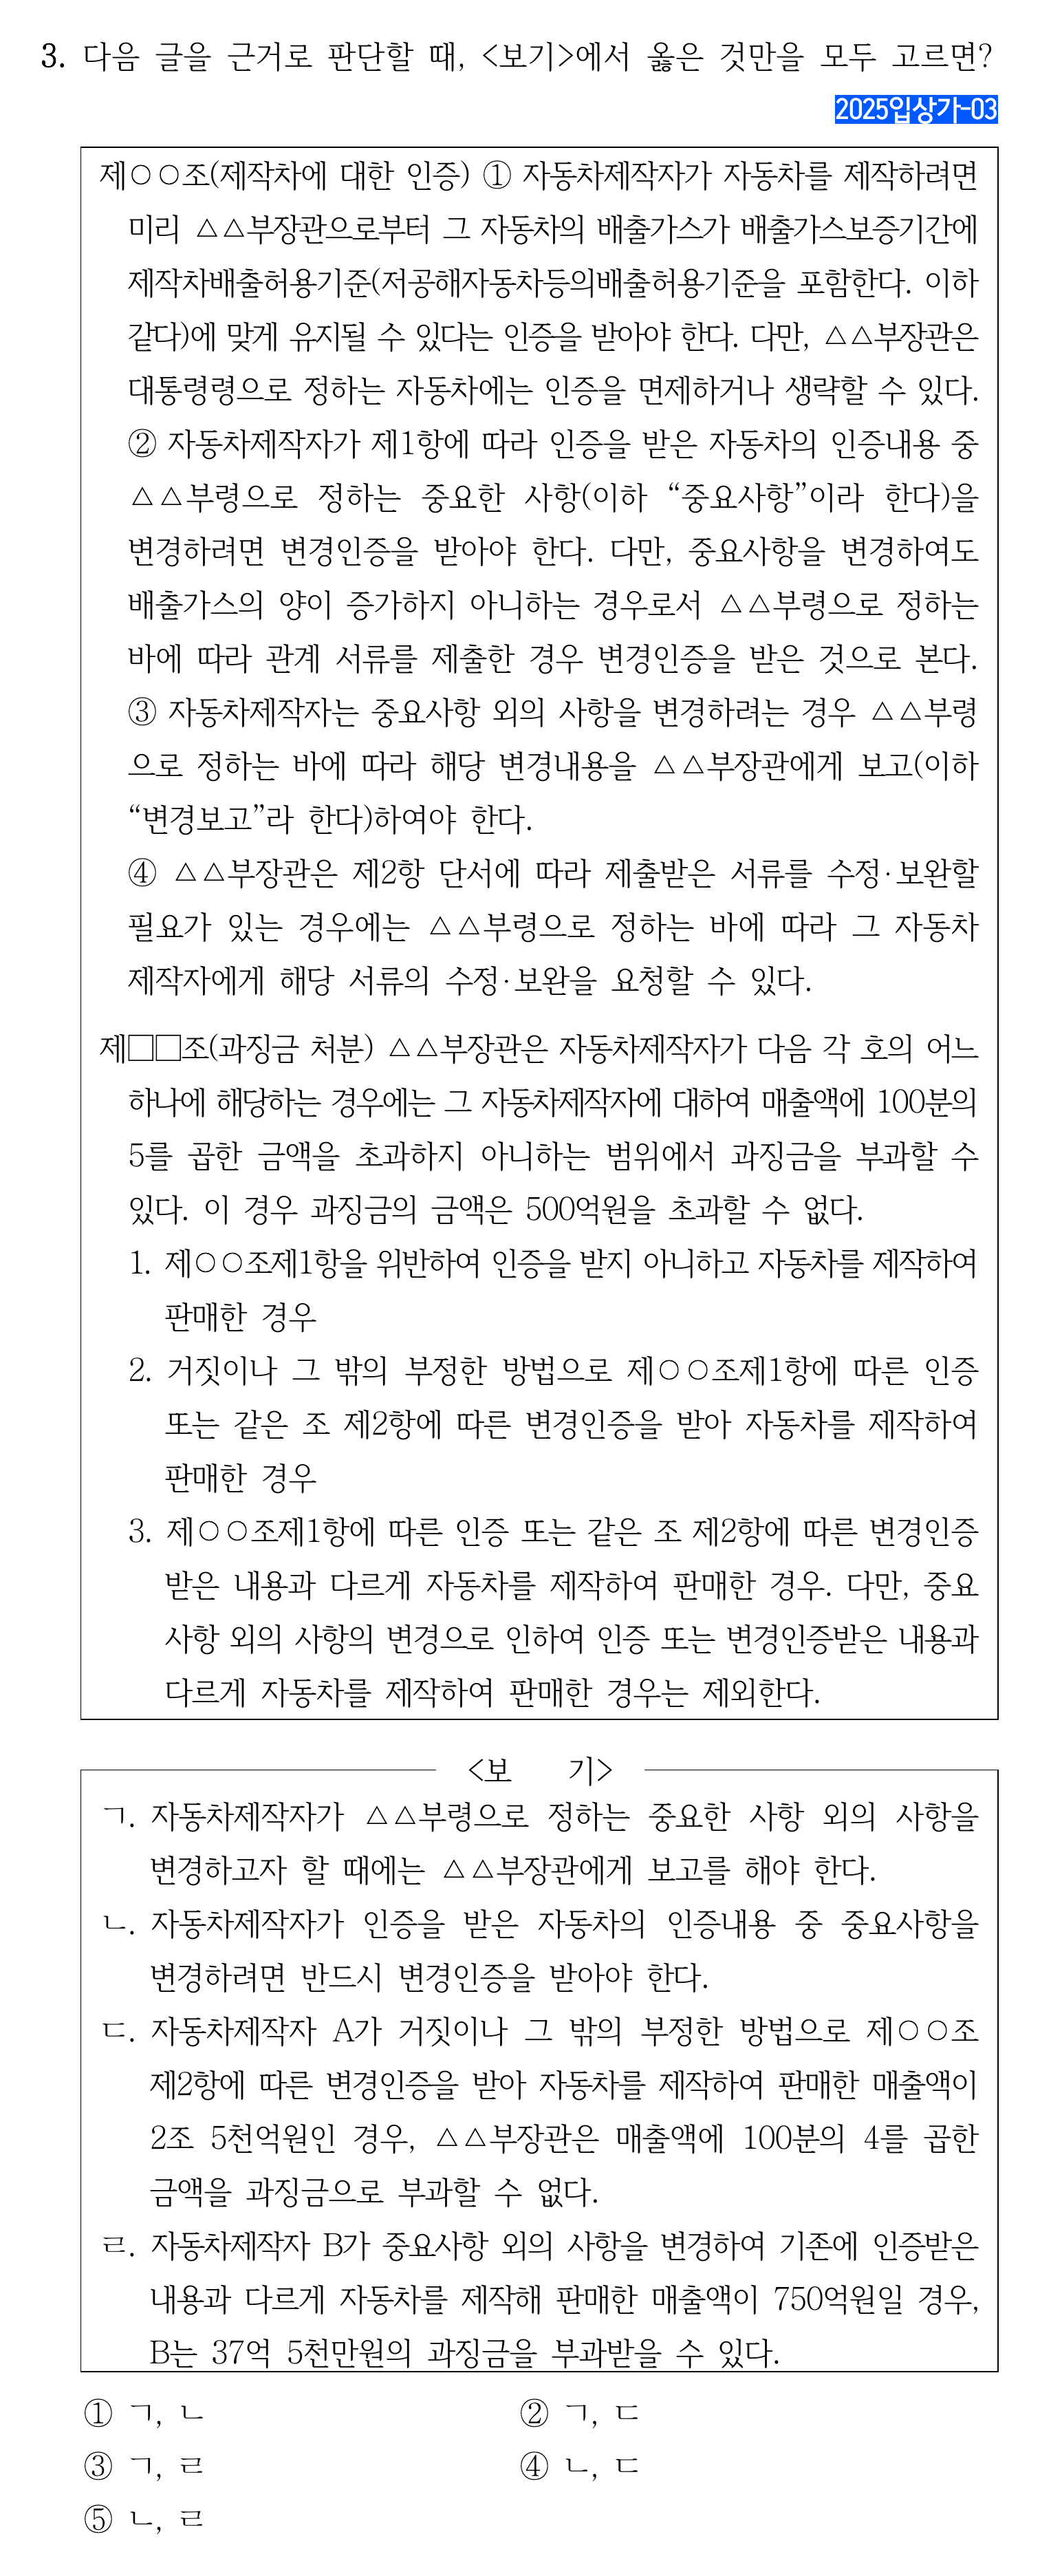 3. 다음 글을 근거로 판단할 때, <보기>에서 옳은 것만을 모두 고르면?
2025입상가-03
제○○조(제작차에 대한 인증) ① 자동차제작자가 자동차를 제작하려면
미리 △△부장관으로부터 그 자동차의 배출가스가 배출가스보증기간에
제작차배출허용기준(저공해자동차등의배출허용기준을 포함한다. 이하
같다)에 맞게 유지될 수 있다는 인증을 받아야 한다. 다만, △△부장관은
대통령령으로 정하는 자동차에는 인증을 면제하거나 생략할 수 있다.
② 자동차제작자가 제1항에 따라 인증을 받은 자동차의 인증내용 중
△△부령으로 정하는 중요한 사항(이하 “중요사항”이라 한다)을
변경하려면 변경인증을 받아야 한다. 다만, 중요사항을 변경하여도
배출가스의 양이 증가하지 아니하는 경우로서 △△부령으로 정하는
바에 따라 관계 서류를 제출한 경우 변경인증을 받은 것으로 본다.
③ 자동차제작자는 중요사항 외의 사항을 변경하려는 경우 △△부령
으로 정하는 바에 따라 해당 변경내용을 △△부장관에게 보고(이하
“변경보고”라 한다)하여야 한다.
④ △△부장관은 제2항 단서에 따라 제출받은 서류를 수정·보완할
필요가 있는 경우에는 △△부령으로 정하는 바에 따라 그 자동차
제작자에게 해당 서류의 수정·보완을 요청할 수 있다.
제□□조(과징금 처분) △△부장관은 자동차제작자가 다음 각 호의 어느
하나에 해당하는 경우에는 그 자동차제작자에 대하여 매출액에 100분의
5를 곱한 금액을 초과하지 아니하는 범위에서 과징금을 부과할 수
있다. 이 경우 과징금의 금액은 500억원을 초과할 수 없다.
1. 제○○조제1항을 위반하여 인증을 받지 아니하고 자동차를 제작하여
판매한 경우
2. 거짓이나 그 밖의 부정한 방법으로 제○○조제1항에 따른 인증
또는 같은 조 제2항에 따른 변경인증을 받아 자동차를 제작하여
판매한 경우
3. 제○○조제1항에 따른 인증 또는 같은 조 제2항에 따른 변경인증
받은 내용과 다르게 자동차를 제작하여 판매한 경우. 다만, 중요
사항 외의 사항의 변경으로 인하여 인증 또는 변경인증받은 내용과
다르게 자동차를 제작하여 판매한 경우는 제외한다.
<보 기>
ㄱ. 자동차제작자가 △△부령으로 정하는 중요한 사항 외의 사항을
변경하고자 할 때에는 △△부장관에게 보고를 해야 한다.
ㄴ. 자동차제작자가 인증을 받은 자동차의 인증내용 중 중요사항을
변경하려면 반드시 변경인증을 받아야 한다.
ㄷ. 자동차제작자 A가 거짓이나 그 밖의 부정한 방법으로 제○○조
제2항에 따른 변경인증을 받아 자동차를 제작하여 판매한 매출액이
2조 5천억원인 경우, △△부장관은 매출액에 100분의 4를 곱한
금액을 과징금으로 부과할 수 없다.
ㄹ. 자동차제작자 B가 중요사항 외의 사항을 변경하여 기존에 인증받은
내용과 다르게 자동차를 제작해 판매한 매출액이 750억원일 경우,
B는 37억 5천만원의 과징금을 부과받을 수 있다.
① ㄱ, ㄴ ② ㄱ, ㄷ
③ ㄱ, ㄹ ④ ㄴ, ㄷ
⑤ ㄴ, ㄹ